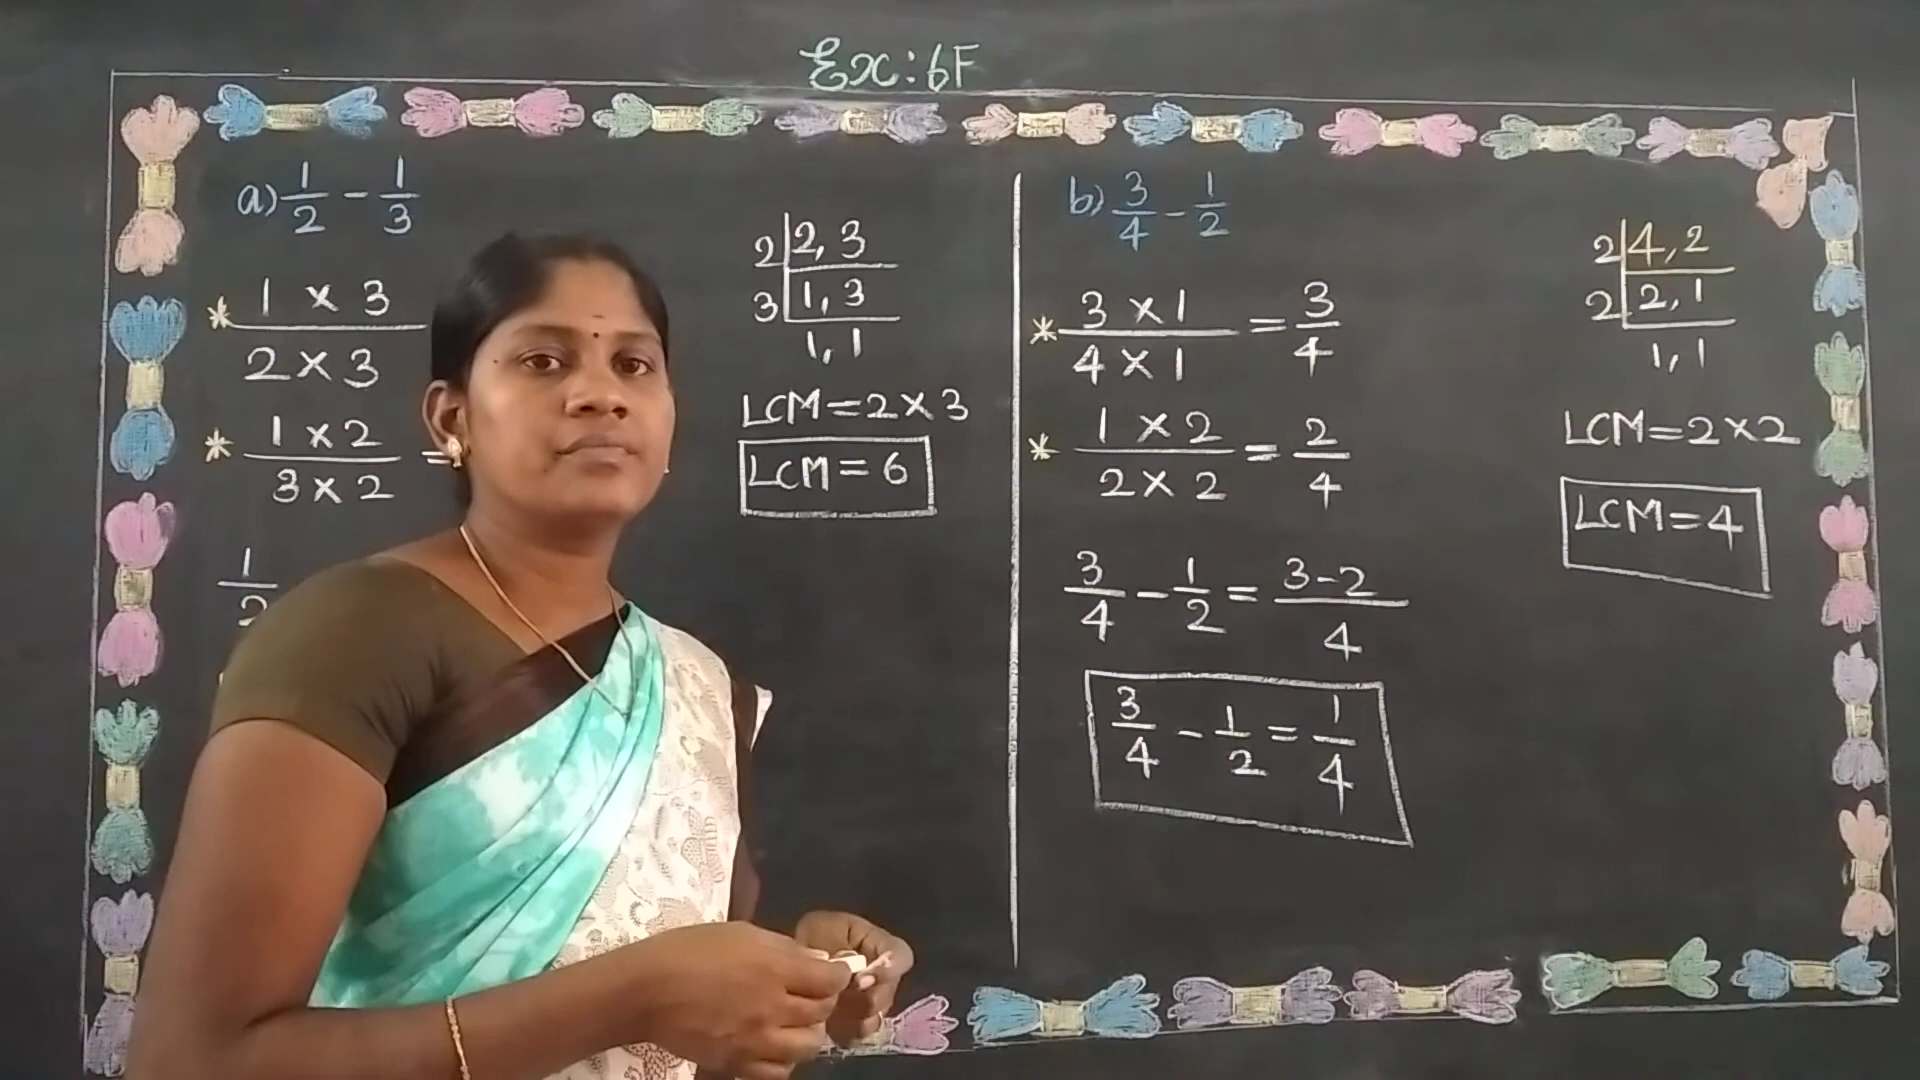 Ex:6F
a) 1/2 - 1/3
* 1 x 3 / 2 x 3
* 1 x 2 / 3 x 2 =
1/2
2 | 2, 3
3 | 1, 3
1, 1
LCM=2x3
LCM=6
b) 3/4 - 1/2
* 3 x 1 / 4 x 1 = 3/4
* 1 x 2 / 2 x 2 = 2/4
3/4 - 1/2 = 3-2 / 4
3/4 - 1/2 = 1/4
2 | 4, 2
2 | 2, 1
1, 1
LCM=2x2
LCM=4